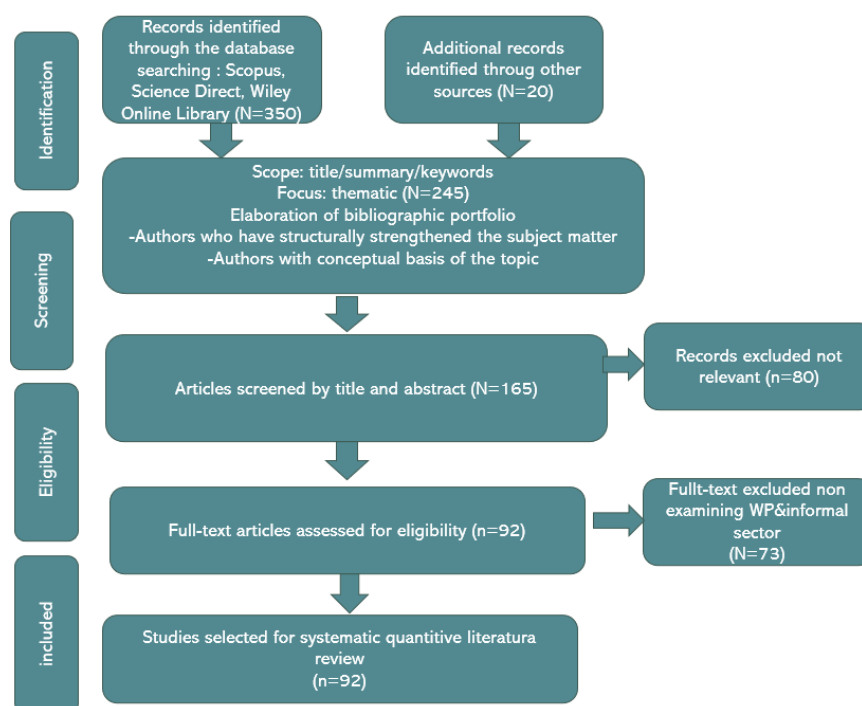 Identification
Records identified
through the database
searching : Scopus,
Science Direct, Wiley
Online Library (N=350)
Additional records
identified throug other
sources (N=20)
Scope: title/summary/keywords
Focus: thematic (N=245)
Elaboration of bibliographic portfolio
-Authors who have structurally strengthened the subject matter
-Authors with conceptual basis of the topic
Screening
Articles screened by title and abstract (N=165)
Records excluded not
relevant (n=80)
Eligibility
Full-text articles assessed for eligibility (n=92)
Fullt-text excluded non
examining WP&informal
sector
(N=73)
included
Studies selected for systematic quantitive literatura
review
(n=92)